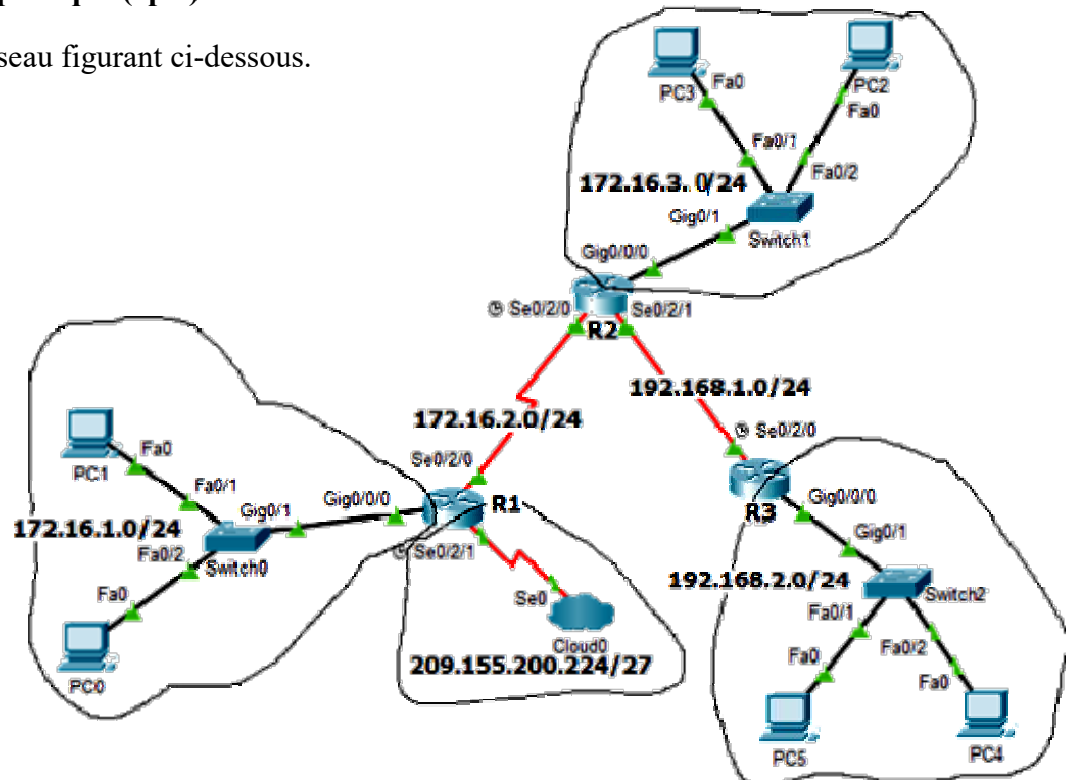 seau figurant ci-dessous.
PC3
Fa0
PC2
Fa0
Fa0/1
Fa0/2
172.16.3.0/24
Gig0/1
Switch1
Gig0/0/0
Se0/2/0
Se0/2/1
R2
192.168.1.0/24
172.16.2.0/24
Se0/2/0
Se0/2/0
PC1
Fa0
Fa0/1
Gig0/1
Gig0/0/0
R1
R3
Gig0/0/0
Gig0/1
172.16.1.0/24
Fa0/2
Switch0
Se0/2/1
Fa0
PC0
Se0
Cloud0
209.155.200.224/27
192.168.2.0/24
Switch2
Fa0/1
Fa0/2
Fa0
Fa0
PC5
PC4